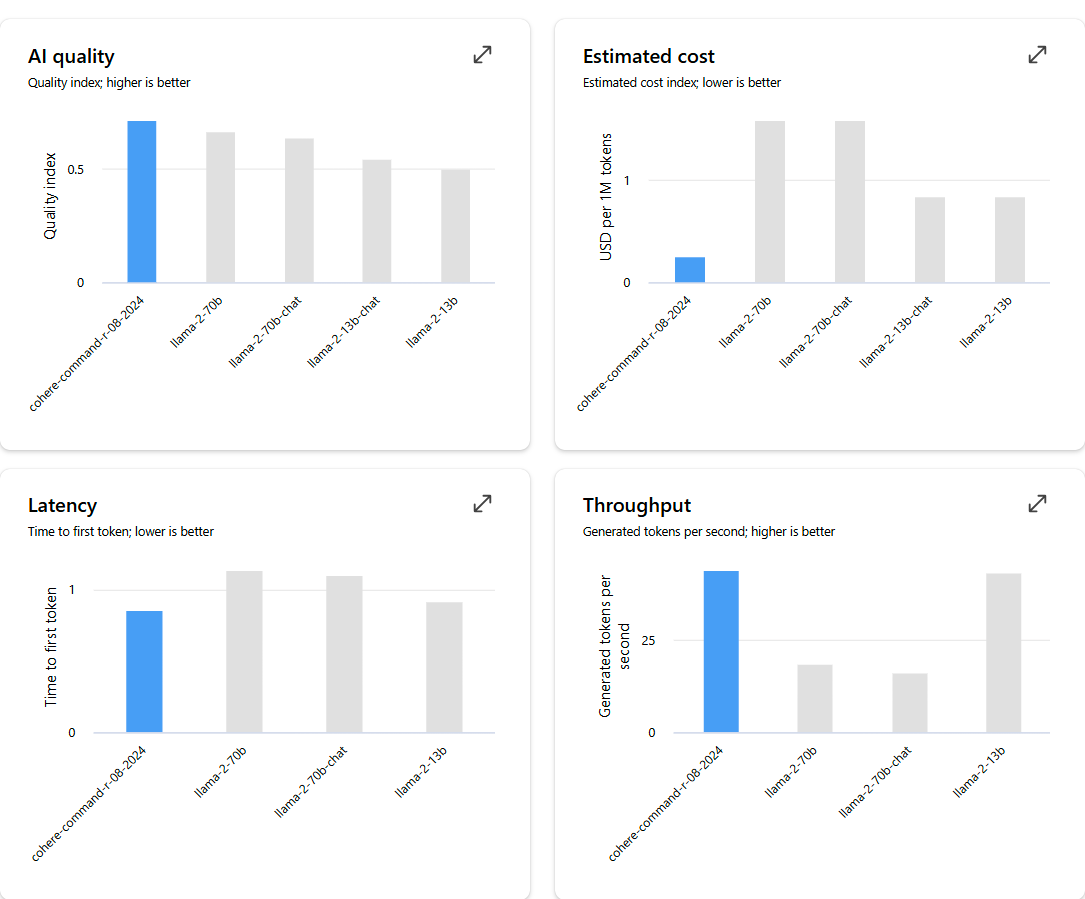 AI quality
Quality index; higher is better
Quality index
0.5
0
cohere-command-r-08-2024
llama-2-70b
llama-2-70b-chat
llama-2-13b-chat
llama-2-13b
Estimated cost
Estimated cost index; lower is better
USD per 1M tokens
1
0
cohere-command-r-08-2024
llama-2-70b
llama-2-70b-chat
llama-2-13b-chat
llama-2-13b
Latency
Time to first token; lower is better
Time to first token
1
0
cohere-command-r-08-2024
llama-2-70b
llama-2-70b-chat
llama-2-13b
Throughput
Generated tokens per second; higher is better
Generated tokens per
second
25
0
cohere-command-r-08-2024
llama-2-70b
llama-2-70b-chat
llama-2-13b